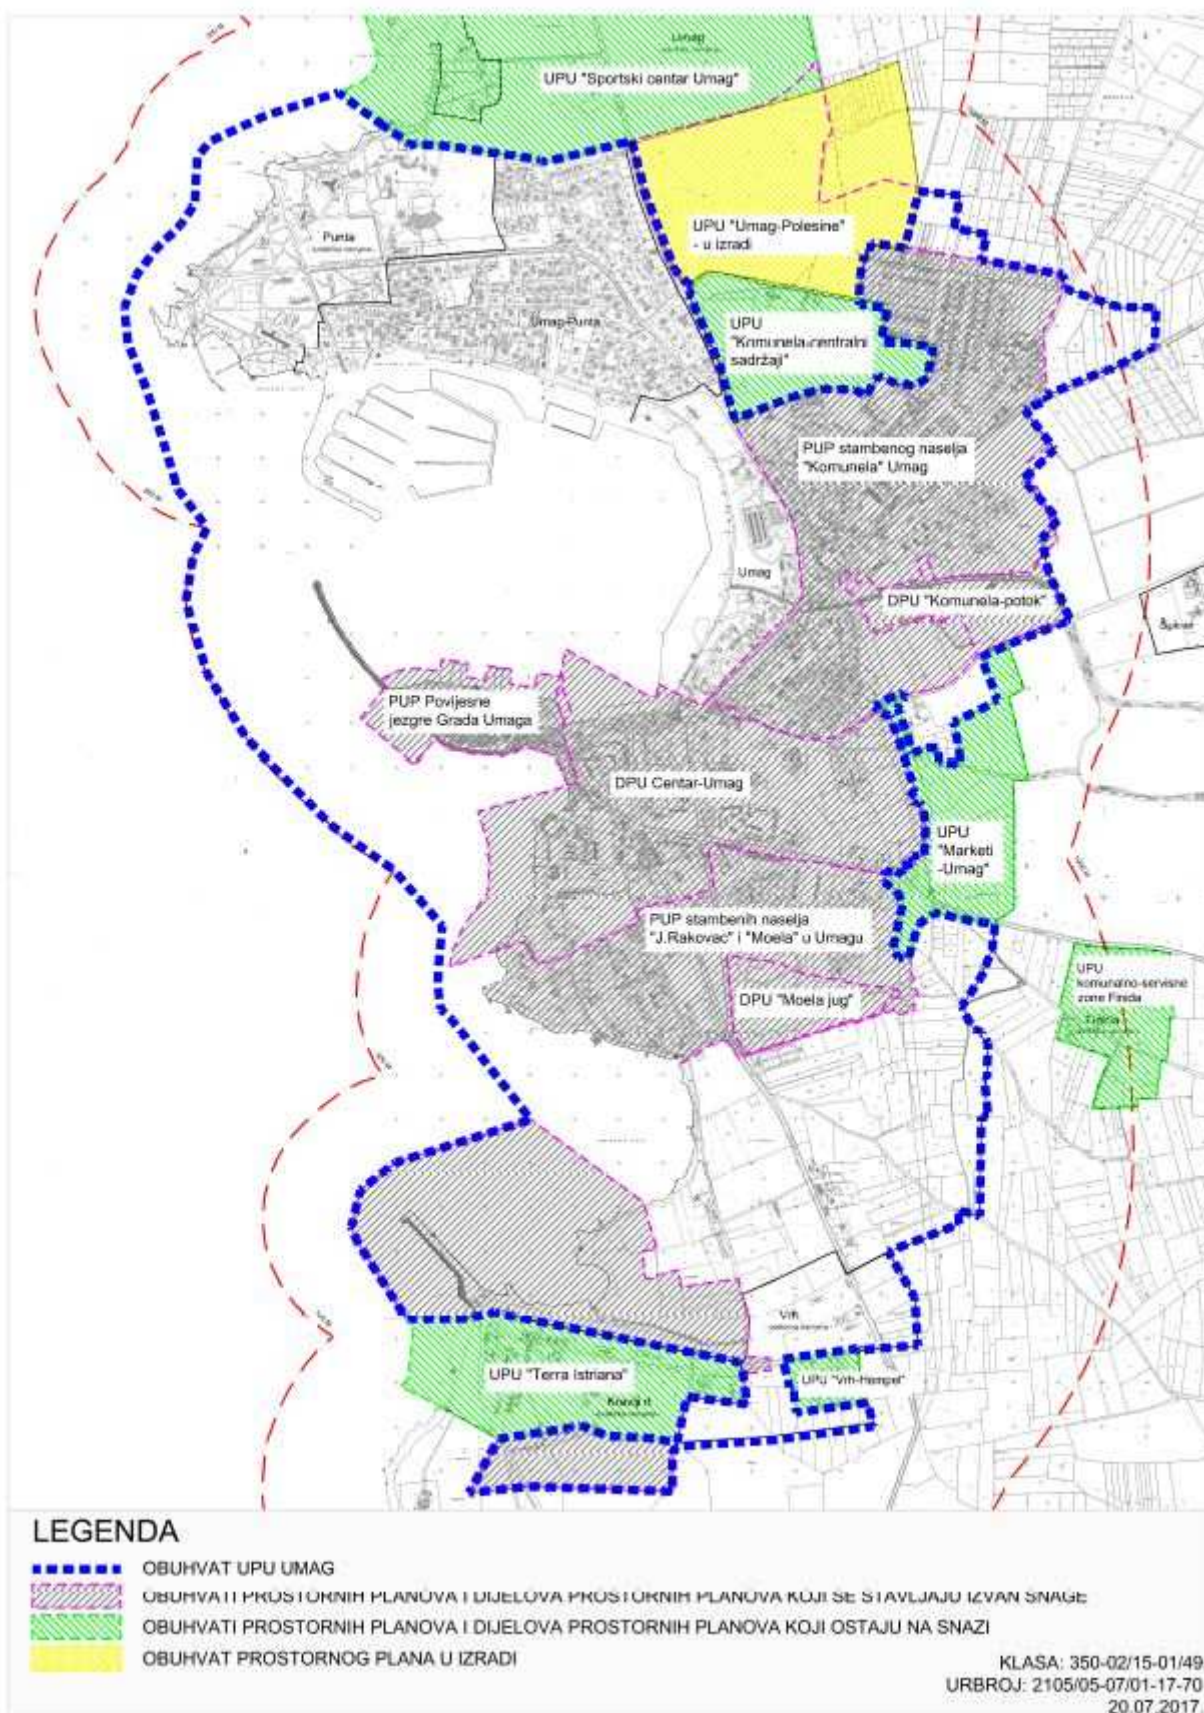 Umag
UPU "Sportski centar Umag"
UPU "Umag-Polesine"
- u izradi
Punta
Umag-Punta
UPU
"Komunela-centralni
sadržaji"
PUP stambenog naselja
"Komunela" Umag
Umag
DPU "Komunela-potok"
Špinel
PUP Povijesne
jezgre Grada Umaga
DPU Centar-Umag
UPU
"Marketi
-Umag"
PUP stambenih naselja
"J.Rakovac" i "Moela" u Umagu
DPU "Moela jug"
UPU
komunalno-servisne
zone Finida
Finida
Vrh
UPU "Terra Istriana"
UPU "Vrh-Hempel"
LEGENDA
OBUHVAT UPU UMAG
OBUHVATI PROSTORNIH PLANOVA I DIJELOVA PROSTORNIH PLANOVA KOJI SE STAVLJAJU IZVAN SNAGE
OBUHVATI PROSTORNIH PLANOVA I DIJELOVA PROSTORNIH PLANOVA KOJI OSTAJU NA SNAZI
OBUHVAT PROSTORNOG PLANA U IZRADI
KLASA: 350-02/15-01/49
URBROJ: 2105/05-07/01-17-70
20.07.2017.